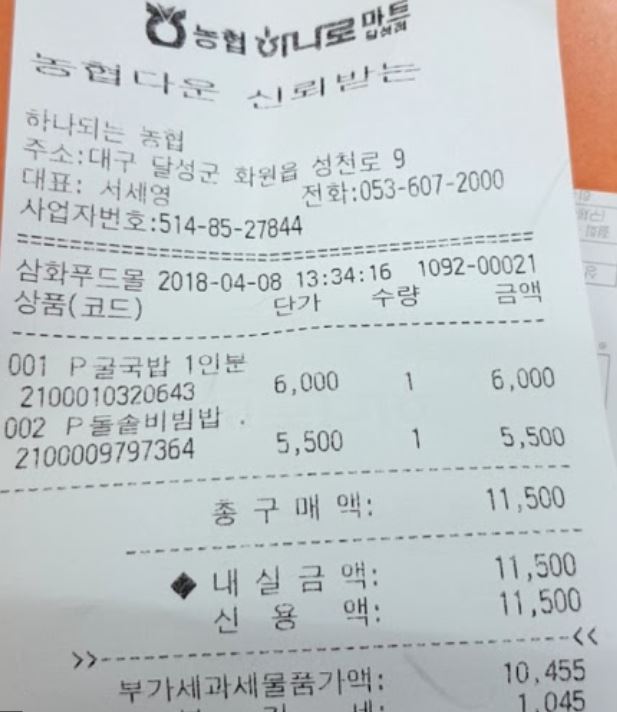 농협 하나로마트
달성점
농협다운 신뢰받는
하나되는 농협
주소:대구 달성군 화원읍 성천로 9
대표: 서세영 전화:053-607-2000
사업자번호:514-85-27844
삼화푸드몰 2018-04-08 13:34:16 1092-00021
상품(코드) 단가 수량 금액
001 P굴국밥 1인분
2100010320643 6,000 1 6,000
002 P돌솥비빔밥 .
2100009797364 5,500 1 5,500
총 구 매 액: 11,500
◆ 내 실 금 액: 11,500
신 용 액: 11,500
>>--------------------<<
부가세과세물품가액: 10,455
1,045